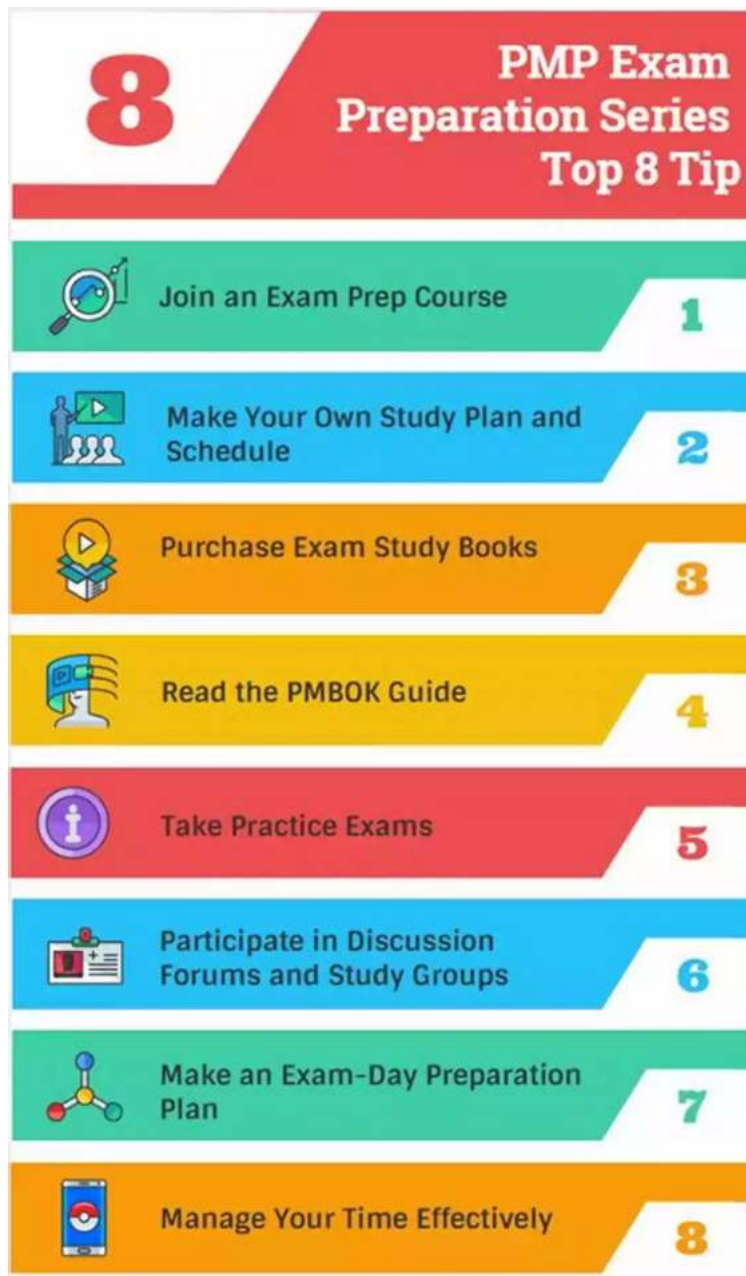 8
PMP Exam
Preparation Series
Top 8 Tip
Join an Exam Prep Course
1
Make Your Own Study Plan and
Schedule
2
Purchase Exam Study Books
3
Read the PMBOK Guide
4
Take Practice Exams
5
Participate in Discussion
Forums and Study Groups
6
Make an Exam-Day Preparation
Plan
7
Manage Your Time Effectively
8